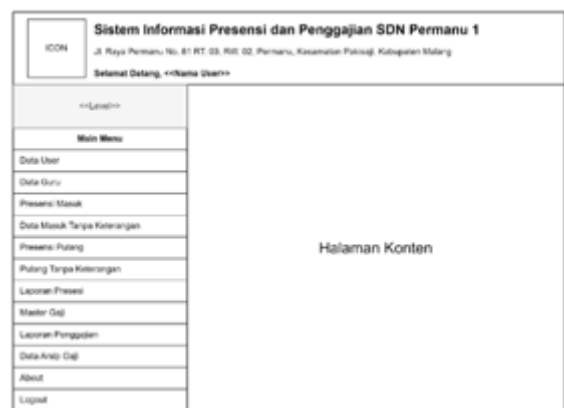 ICON
Sistem Informasi Presensi dan Penggajian SDN Permanu 1
Jl. Raya Permanu No. 81 RT. 03, RW. 02, Permanu, Kecamatan Pakisaji, Kabupaten Malang
Selamat Datang, <<Nama User>>
<<Level>>
Main Menu
Data User
Data Guru
Presensi Masuk
Data Masuk Tanpa Keterangan
Presensi Pulang
Pulang Tanpa Keterangan
Laporan Presesi
Master Gaji
Laporan Penggajian
Data Arsip Gaji
About
Logout
Halaman Konten